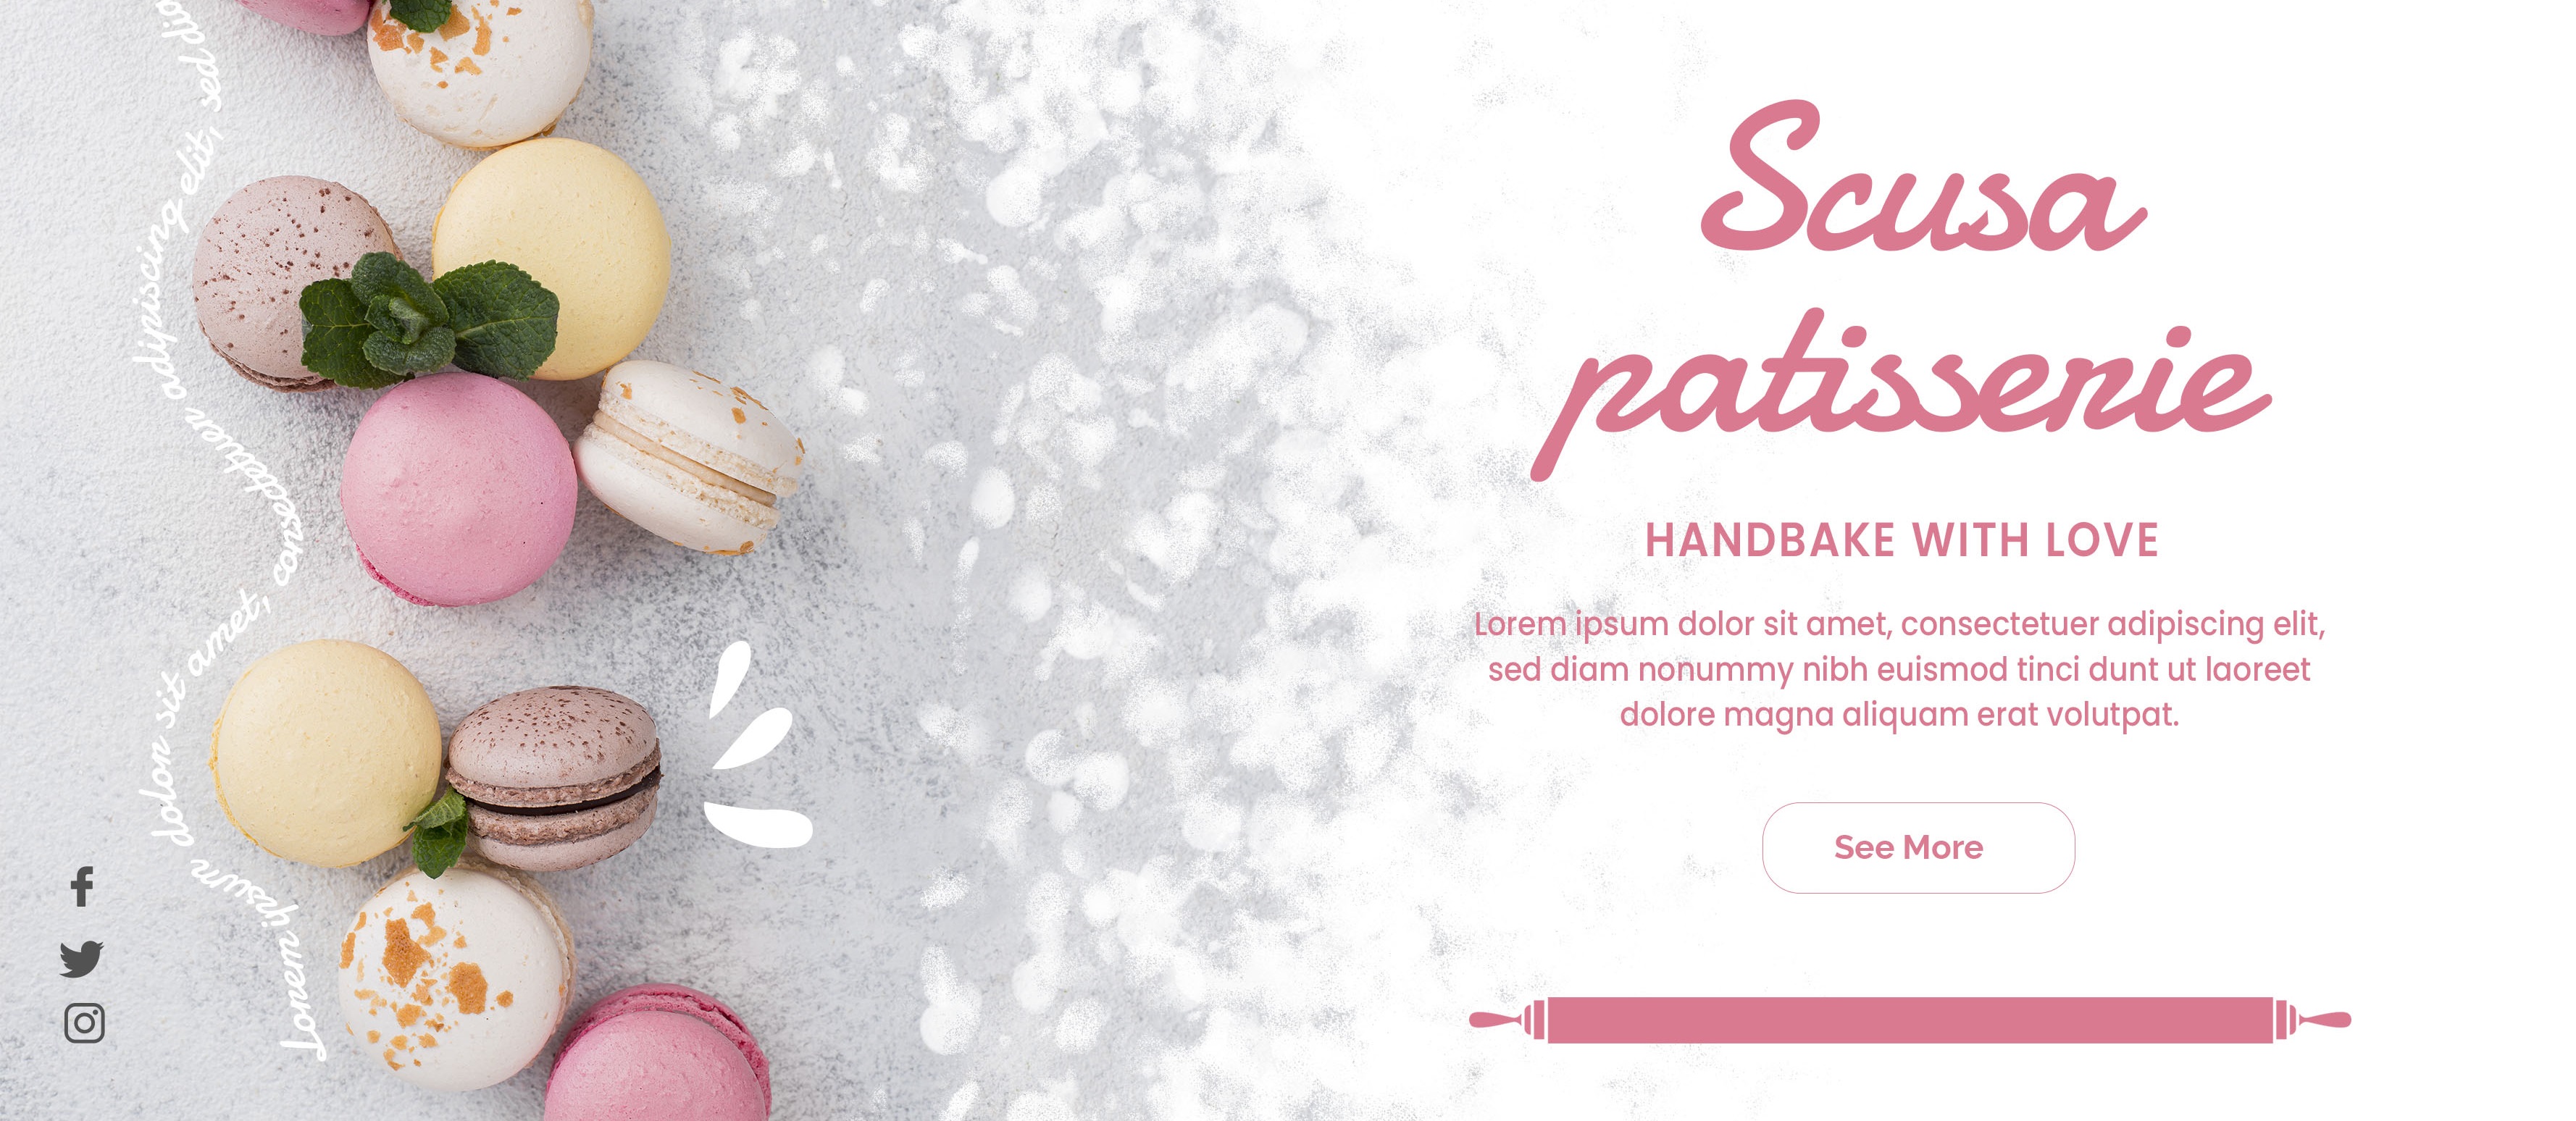 Scusa
patisserie
HANDBAKE WITH LOVE
Lorem ipsum dolor sit amet, consectetuer adipiscing elit,
sed diam nonummy nibh euismod tinci dunt ut laoreet
dolore magna aliquam erat volutpat.
See More
Lorem ipsum dolor sit amet, consectetuer adipiscing elit, sed